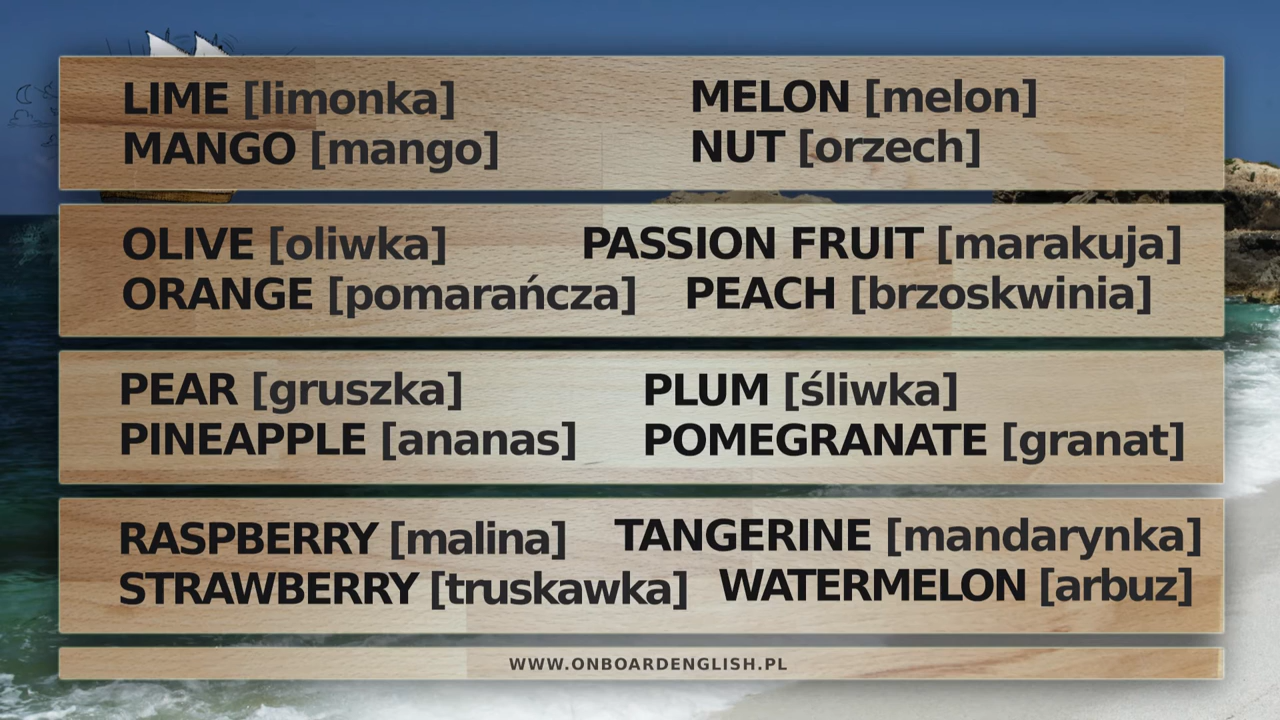 LIME [limonka]
MANGO [mango]
MELON [melon]
NUT [orzech]
OLIVE [oliwka]
ORANGE [pomarańcza]
PASSION FRUIT [marakuja]
PEACH [brzoskwinia]
PEAR [gruszka]
PINEAPPLE [ananas]
PLUM [śliwka]
POMEGRANATE [granat]
RASPBERRY [malina]
STRAWBERRY [truskawka]
TANGERINE [mandarynka]
WATERMELON [arbuz]
WWW.ONBOARDENGLISH.PL